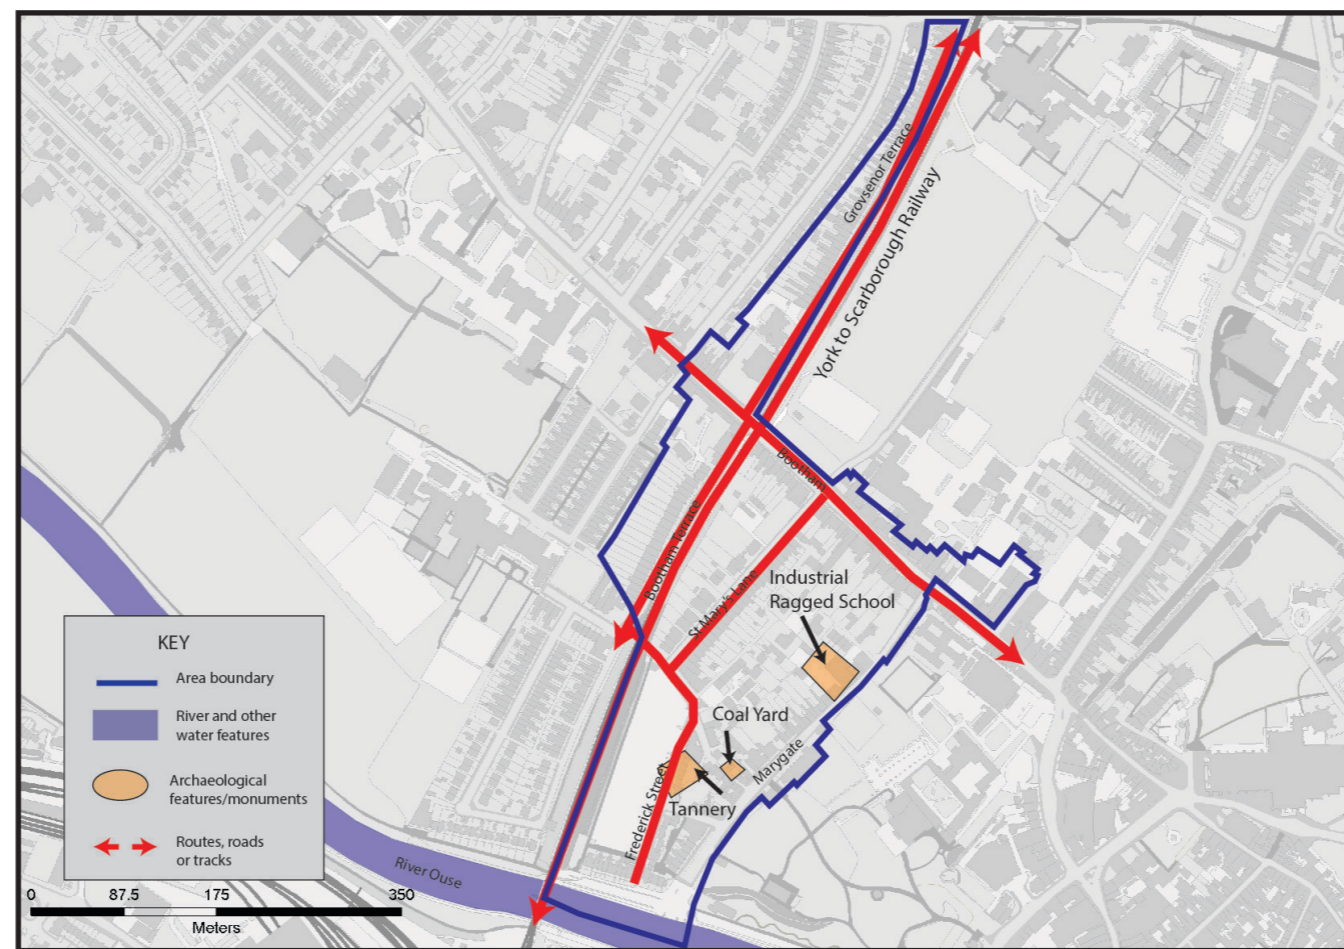 Grovsenor Terrace
York to Scarborough Railway
Bootham
Bootham Terrace
St Mary's Lane
Industrial
Ragged School
Coal Yard
Marygate
Tannery
Frederick Street
River Ouse
KEY
Area boundary
River and other
water features
Archaeological
features/monuments
Routes, roads
or tracks
0 87.5 175 350
Meters